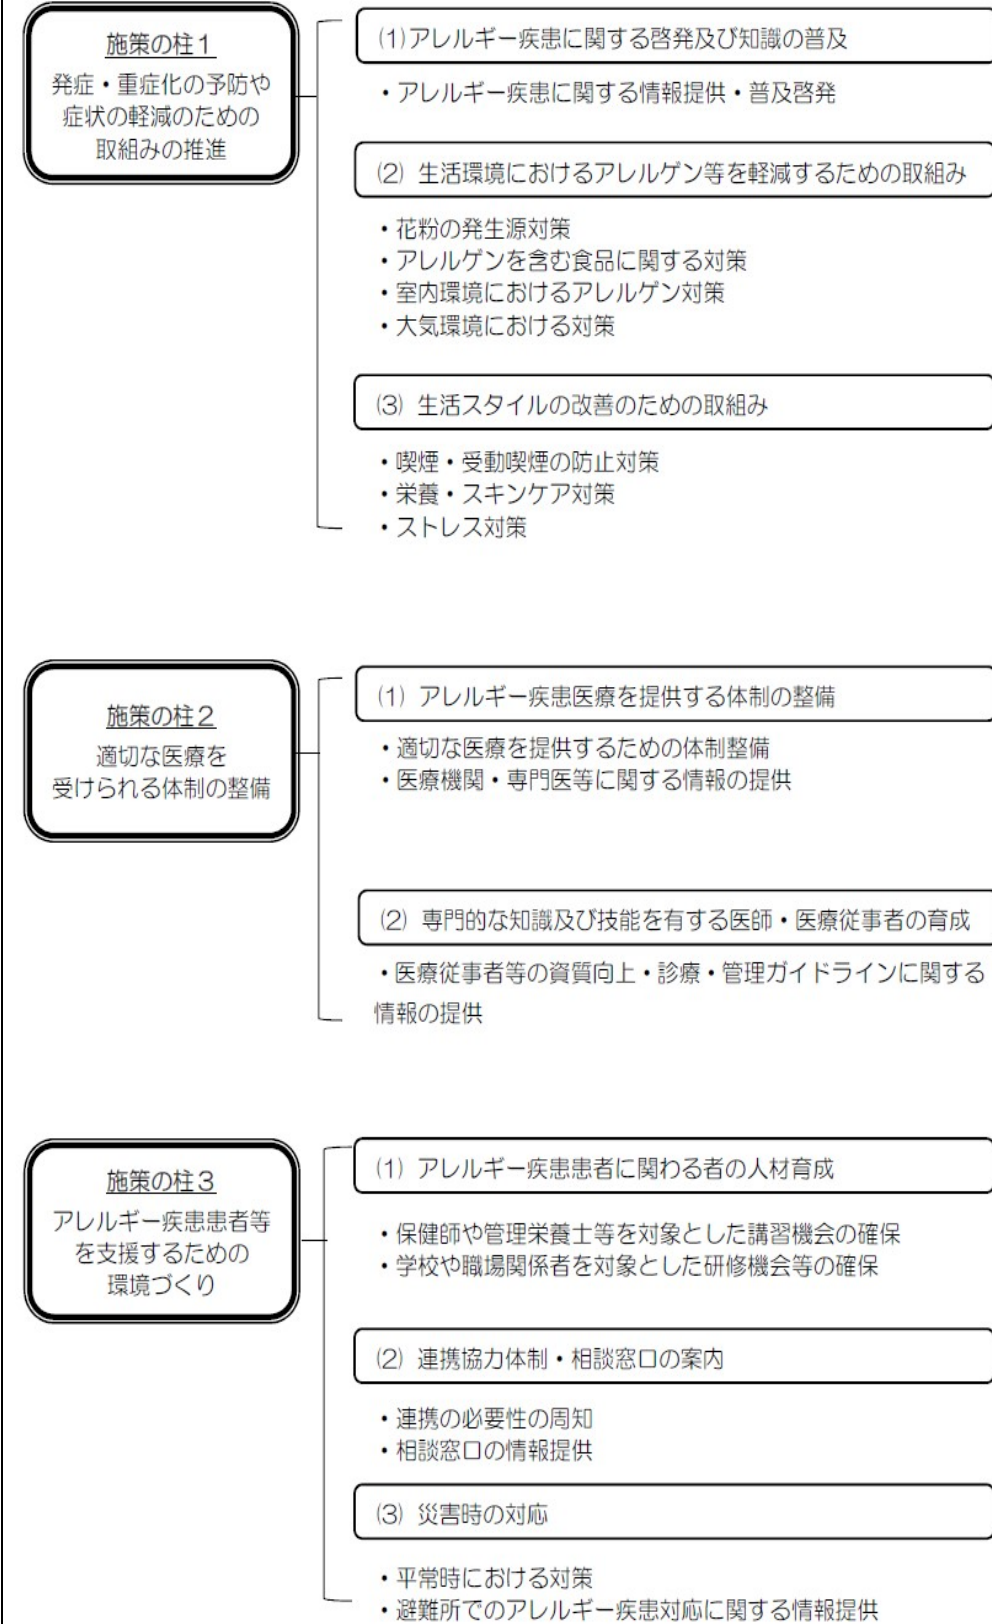 施策の柱１
発症・重症化の予防や
症状の軽減のための
取組みの推進
(1)アレルギー疾患に関する啓発及び知識の普及
・アレルギー疾患に関する情報提供・普及啓発
(2) 生活環境におけるアレルゲン等を軽減するための取組み
・花粉の発生源対策
・アレルゲンを含む食品に関する対策
・室内環境におけるアレルゲン対策
・大気環境における対策
(3) 生活スタイルの改善のための取組み
・喫煙・受動喫煙の防止対策
・栄養・スキンケア対策
・ストレス対策
施策の柱２
適切な医療を
受けられる体制の整備
(1) アレルギー疾患医療を提供する体制の整備
・適切な医療を提供するための体制整備
・医療機関・専門医等に関する情報の提供
(2) 専門的な知識及び技能を有する医師・医療従事者の育成
・医療従事者等の資質向上・診療・管理ガイドラインに関する
情報の提供
施策の柱３
アレルギー疾患患者等
を支援するための
環境づくり
(1) アレルギー疾患患者に関わる者の人材育成
・保健師や管理栄養士等を対象とした講習機会の確保
・学校や職場関係者を対象とした研修機会等の確保
(2) 連携協力体制・相談窓口の案内
・連携の必要性の周知
・相談窓口の情報提供
(3) 災害時の対応
・平常時における対策
・避難所でのアレルギー疾患対応に関する情報提供